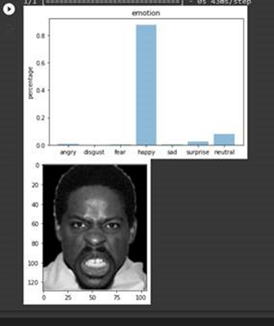 1/1 [==============================] - 0s 43ms/step
emotion
percentage
0.8
0.6
0.4
0.2
0.0
angry disgust fear happy sad surprise neutral
0
20
40
60
80
100
120
0 25 50 75 100